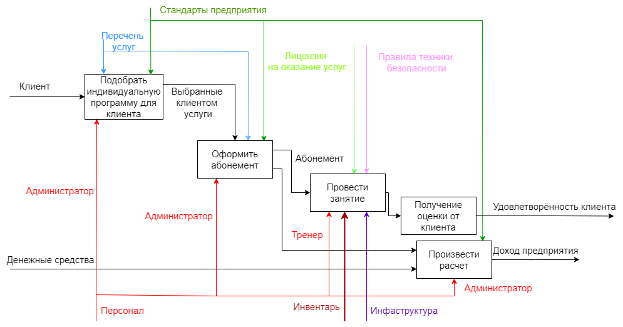 Стандарты предприятия
Перечень
услуг
Лицензия
на оказание услуг
Правила техники
безопасности
Клиент
Подобрать
индивидуальную
программу для
клиента
Выбранные
клиентом
услуги
Оформить
абонемент
Абонемент
Администратор
Провести
занятие
Администратор
Получение
оценки от
клиента
Удовлетворённость клиента
Тренер
Денежные средства
Произвести
расчет
Доход предприятия
Администратор
Персонал
Инвентарь
Инфаструктура